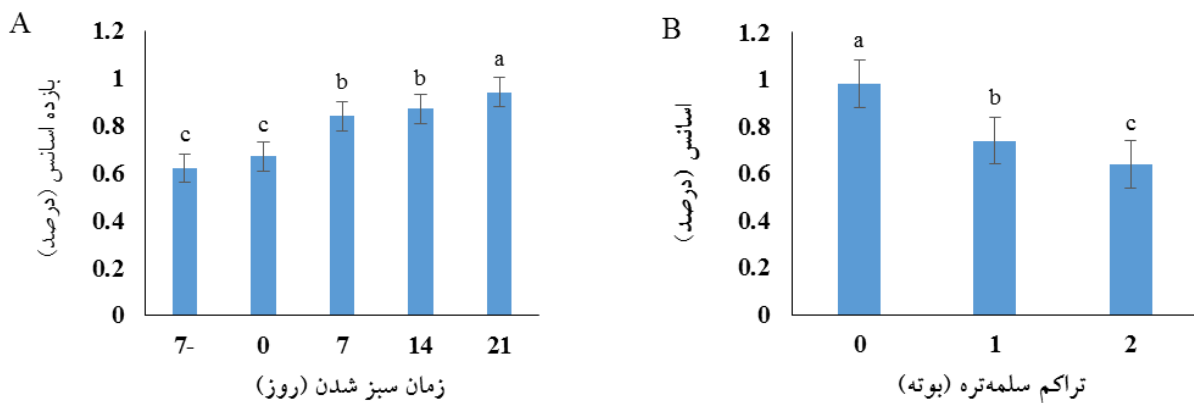 A
بازده اسانس (درصد)
1.2
1
0.8
0.6
0.4
0.2
0
c
c
b
b
a
7-
0
7
14
21
زمان سبز شدن (روز)
B
اسانس (درصد)
1.2
1
0.8
0.6
0.4
0.2
0
a
b
c
0
1
2
تراکم سلمه‌تره (بوته)